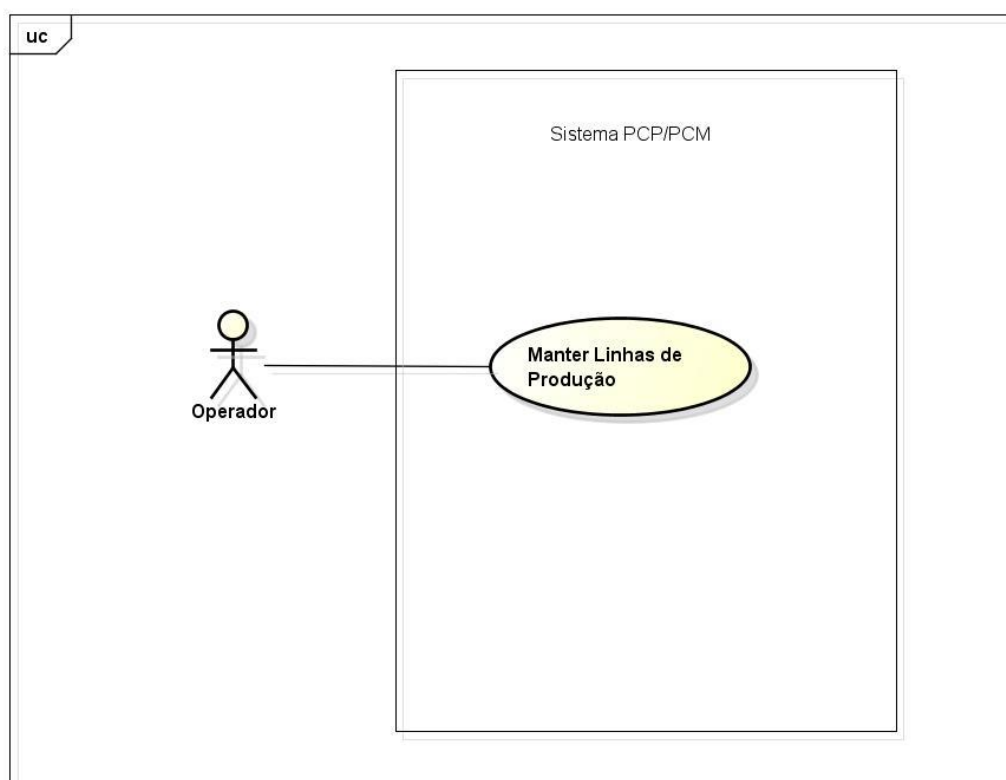 uc
Sistema PCP/PCM
Manter Linhas de
Produção
Operador